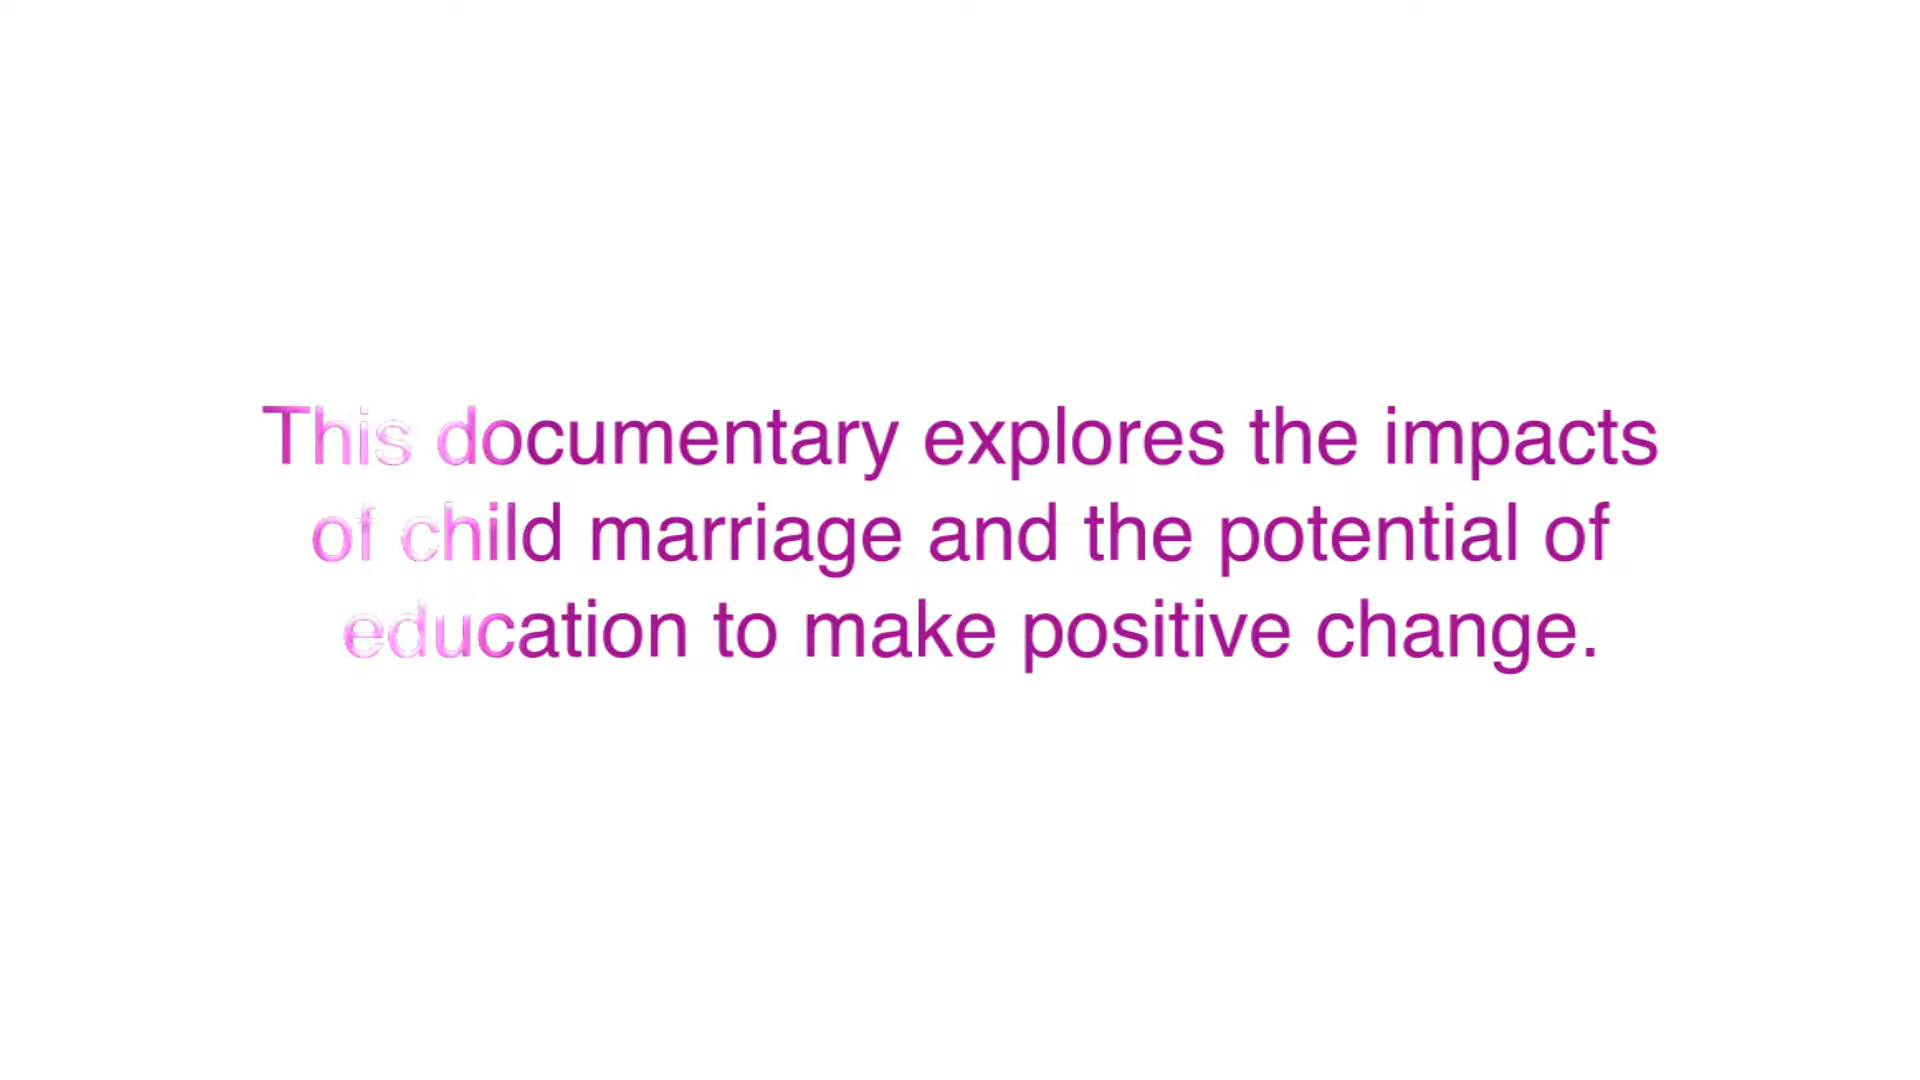 This documentary explores the impacts
of child marriage and the potential of
education to make positive change.